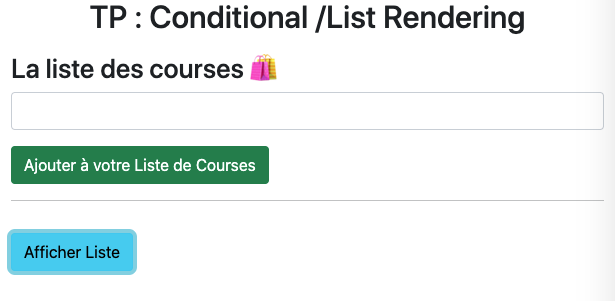 TP : Conditional /List Rendering
La liste des courses 🛍️
Ajouter à votre Liste de Courses
Afficher Liste